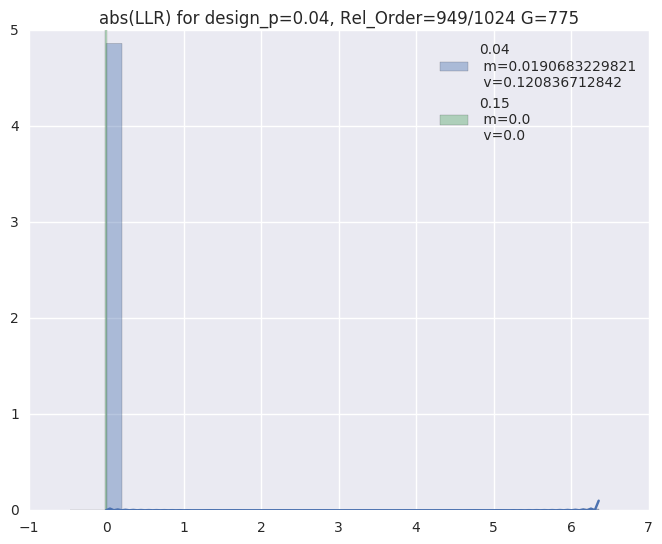 abs(LLR) for design_p=0.04, Rel_Order=949/1024 G=775
5
4
3
2
1
0
0.04
m=0.0190683229821
v=0.120836712842
0.15
m=0.0
v=0.0
−1 0 1 2 3 4 5 6 7